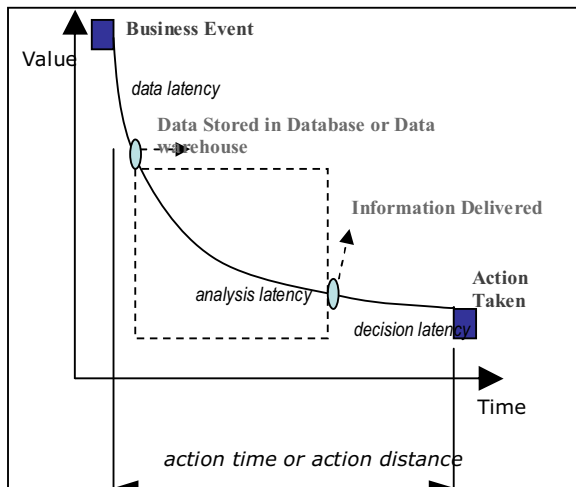 Business Event
Value
data latency
Data Stored in Database or Data
warehouse
Information Delivered
analysis latency
Action
Taken
decision latency
Time
action time or action distance